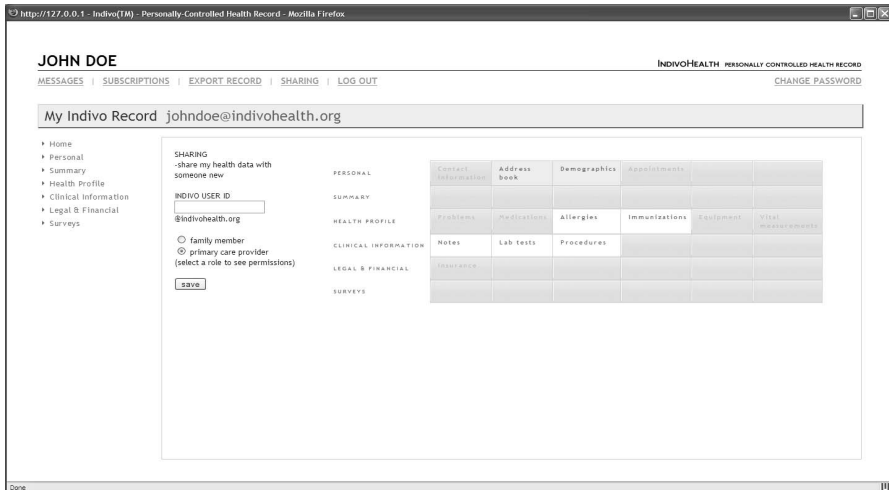 http://127.0.0.1 - Indivo(TM) - Personally-Controlled Health Record - Mozilla Firefox
JOHN DOE
INDIVOHEALTH PERSONALLY CONTROLLED HEALTH RECORD
MESSAGES | SUBSCRIPTIONS | EXPORT RECORD | SHARING | LOG OUT
CHANGE PASSWORD
My Indivo Record johndoe@indivohealth.org
Home
Personal
Summary
Health Profile
Clinical Information
Legal & Financial
Surveys
SHARING
-share my health data with
someone new
INDIVO USER ID
@indivohealth.org
family member
primary care provider
(select a role to see permissions)
save
PERSONAL
Contact
Information
Address
book
Demographics
Appointments
SUMMARY
HEALTH PROFILE
Problems
Medications
Allergies
Immunizations
Equipment
Vital
measurements
CLINICAL INFORMATION
Notes
Lab tests
Procedures
LEGAL & FINANCIAL
Insurance
SURVEYS
Done